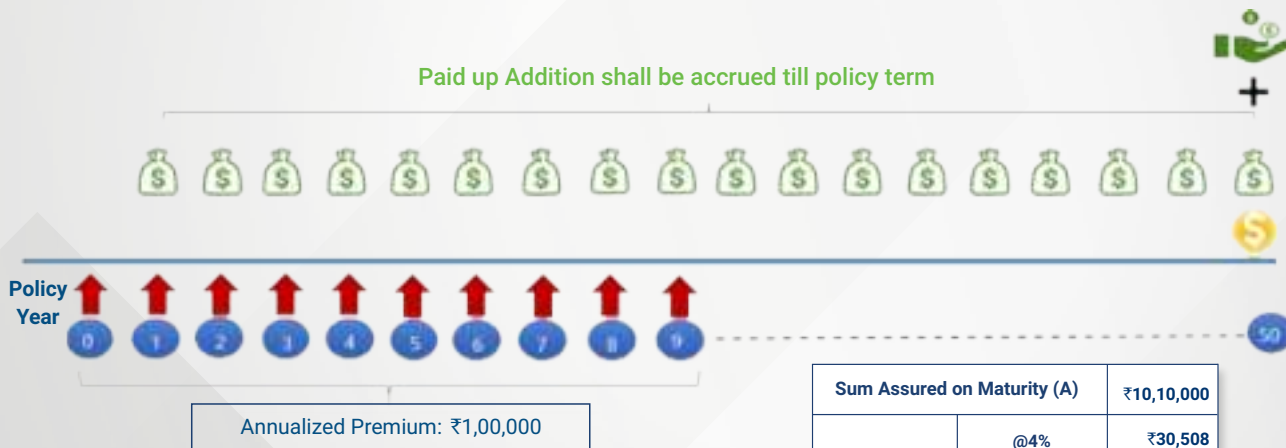 Paid up Addition shall be accrued till policy term
+
$ $ $ $ $ $ $ $ $ $ $ $ $ $ $ $ $ $
$
Policy
Year
0 1 2 3 4 5 6 7 8 9
50
Annualized Premium: ₹1,00,000
Sum Assured on Maturity (A) ₹10,10,000
@4% ₹30,508